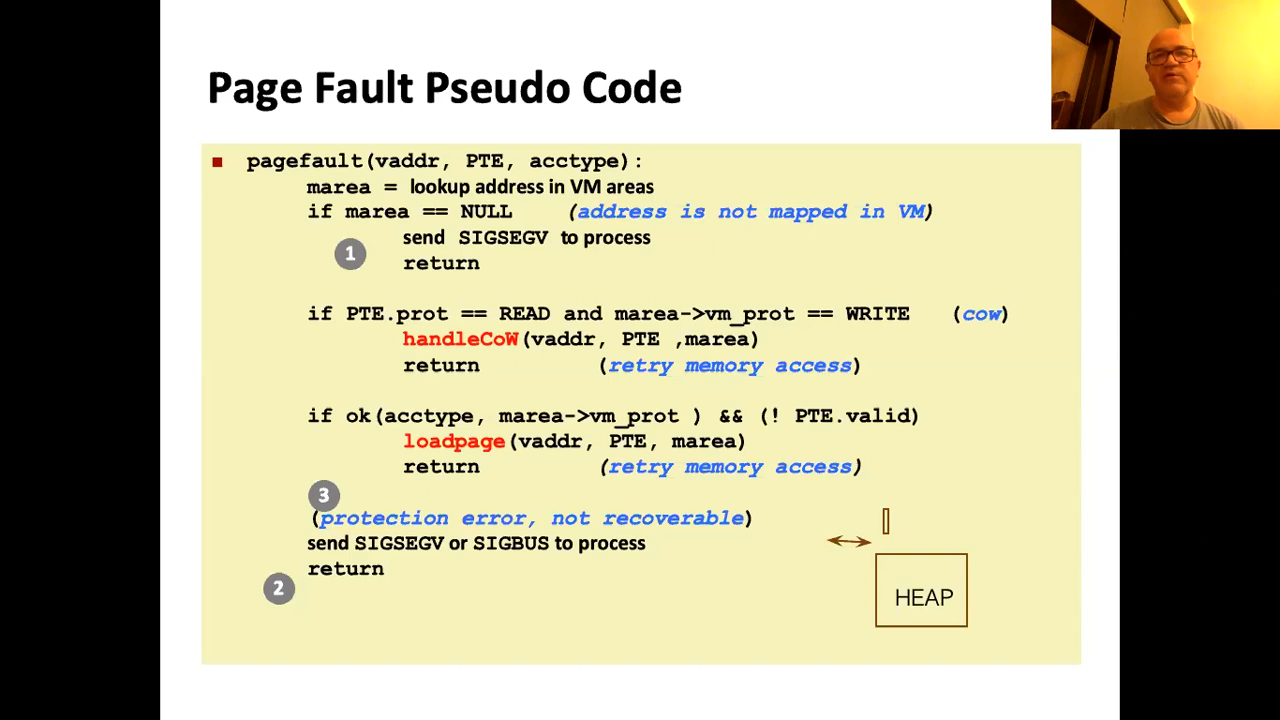 Page Fault Pseudo Code
pagefault(vaddr, PTE, acctype):
marea = lookup address in VM areas
if marea == NULL (address is not mapped in VM)
send SIGSEGV to process
1
return
if PTE.prot == READ and marea->vm_prot == WRITE (cow)
handleCoW(vaddr, PTE ,marea)
return (retry memory access)
if ok(acctype, marea->vm_prot ) && (! PTE.valid)
loadpage(vaddr, PTE, marea)
return (retry memory access)
3
(protection error, not recoverable)
send SIGSEGV or SIGBUS to process
return
2
HEAP